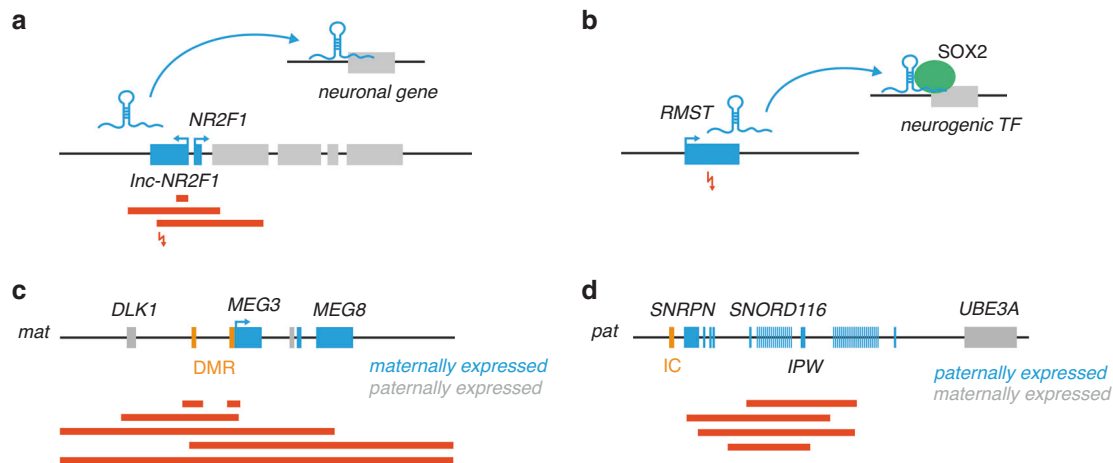 a
neuronal gene
NR2F1
lnc-NR2F1
b
SOX2
RMST
neurogenic TF
c
DLK1
MEG3
MEG8
mat
DMR
maternally expressed
paternally expressed
d
SNRPN
SNORD116
UBE3A
pat
IC
IPW
paternally expressed
maternally expressed